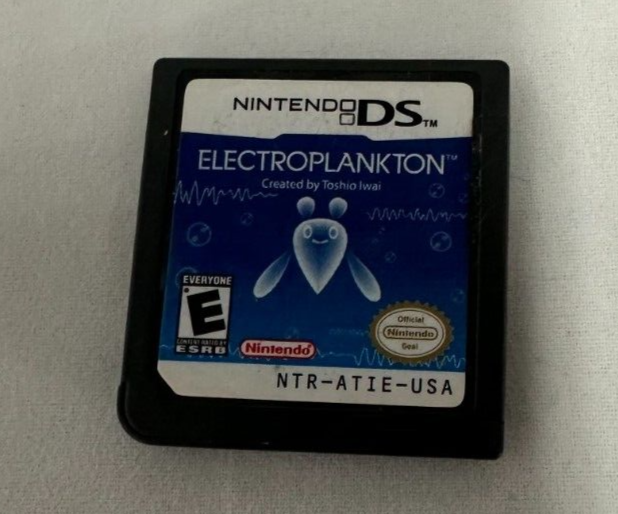 NINTENDO DS™
ELECTROPLANKTON™
Created by Toshio Iwai
EVERYONE
E
CONTENT RATED BY
ESRB
Nintendo
Official
Nintendo
Seal
NTR-ATIE-USA